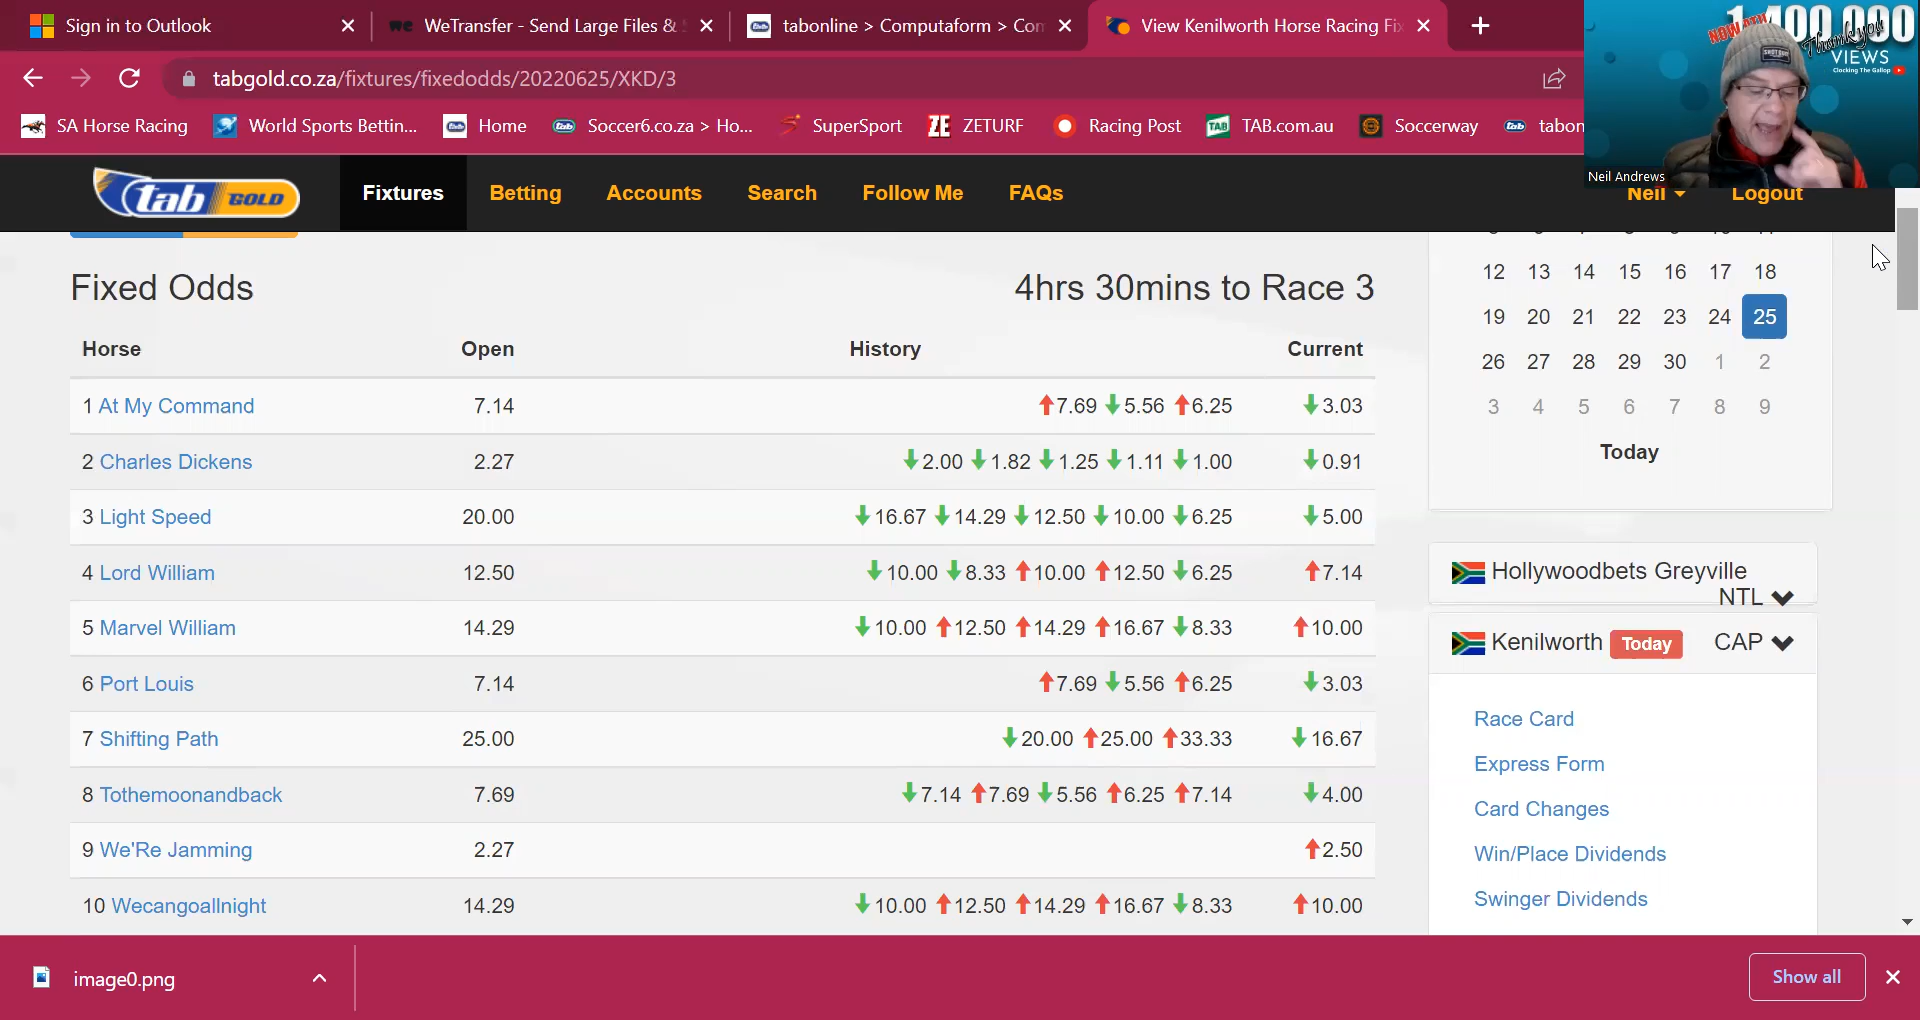 Sign in to Outlook
WeTransfer - Send Large Files &
tabonline > Computaform > Con
View Kenilworth Horse Racing Fix
tabgold.co.za/fixtures/fixedodds/20220625/XKD/3
SA Horse Racing
World Sports Bettin...
Home
Soccer6.co.za > Ho...
SuperSport
ZE ZETURF
Racing Post
TAB TAB.com.au
Soccerway
tabon
NOW AT 1,400,000
Thankyou
VIEWS
Clocking The Gallop
Neil Andrews
tab GOLD
Fixtures
Betting
Accounts
Search
Follow Me
FAQs
Neil
Logout
Fixed Odds
4hrs 30mins to Race 3
Horse Open History Current
1 At My Command 7.14 7.69 5.56 6.25 3.03
2 Charles Dickens 2.27 2.00 1.82 1.25 1.11 1.00 0.91
3 Light Speed 20.00 16.67 14.29 12.50 10.00 6.25 5.00
4 Lord William 12.50 10.00 8.33 10.00 12.50 6.25 7.14
5 Marvel William 14.29 10.00 12.50 14.29 16.67 8.33 10.00
6 Port Louis 7.14 7.69 5.56 6.25 3.03
7 Shifting Path 25.00 20.00 25.00 33.33 16.67
8 Tothemoonandback 7.69 7.14 7.69 5.56 6.25 7.14 4.00
9 We'Re Jamming 2.27 2.50
10 Wecangoallnight 14.29 10.00 12.50 14.29 16.67 8.33 10.00
12 13 14 15 16 17 18
19 20 21 22 23 24 25
26 27 28 29 30 1 2
3 4 5 6 7 8 9
Today
Hollywoodbets Greyville
NTL
Kenilworth Today CAP
Race Card
Express Form
Card Changes
Win/Place Dividends
Swinger Dividends
image0.png
Show all